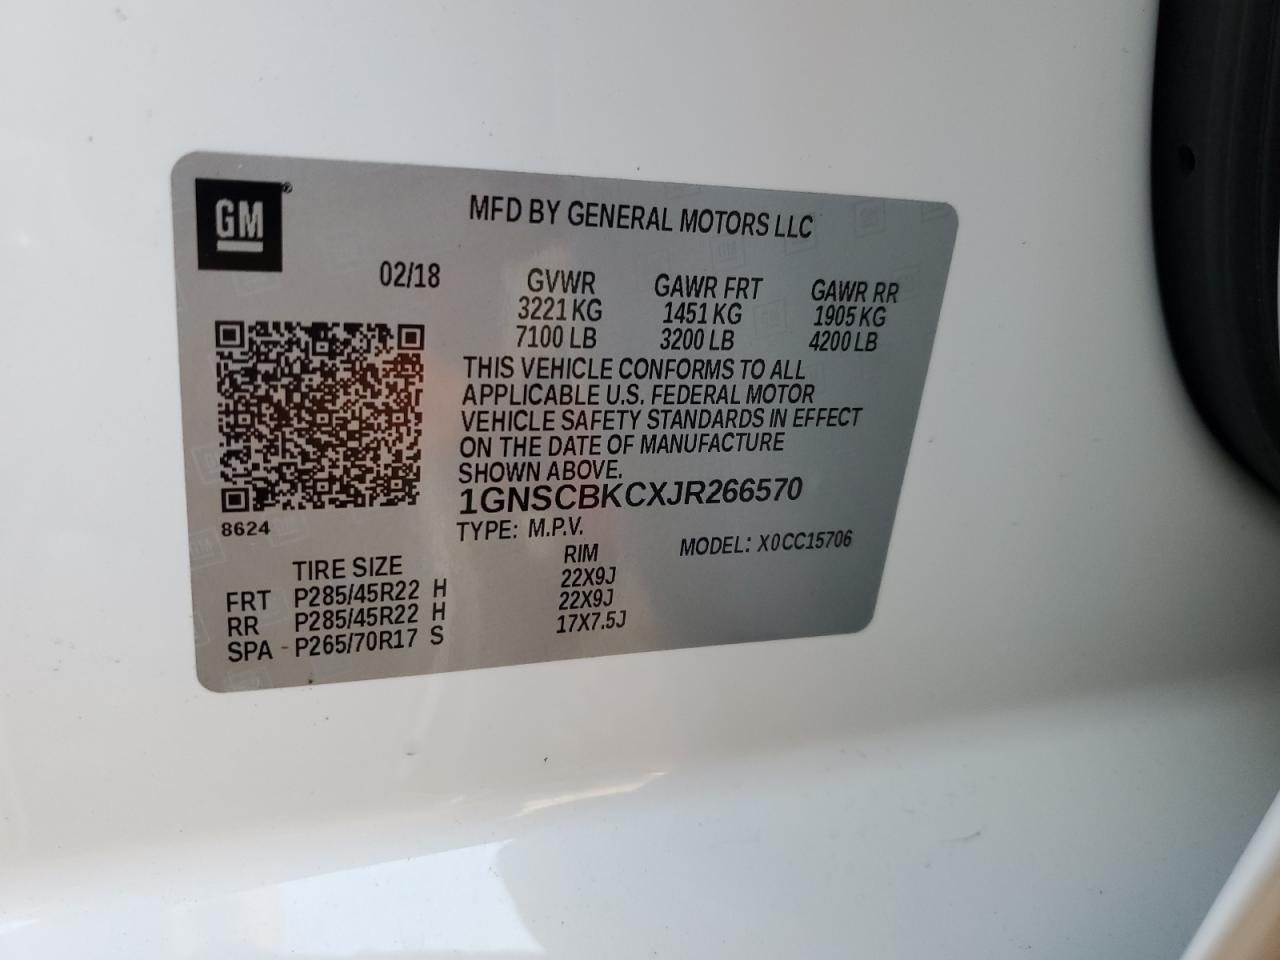 GM®
MFD BY GENERAL MOTORS LLC
02/18
GVWR GAWR FRT GAWR RR
3221 KG 1451 KG 1905 KG
7100 LB 3200 LB 4200 LB
THIS VEHICLE CONFORMS TO ALL
APPLICABLE U.S. FEDERAL MOTOR
VEHICLE SAFETY STANDARDS IN EFFECT
ON THE DATE OF MANUFACTURE
SHOWN ABOVE.
1GNSCBKCXJR266570
8624
TYPE: M.P.V. MODEL: X0CC15706
TIRE SIZE RIM
FRT P285/45R22 H 22X9J
RR P285/45R22 H 22X9J
SPA P265/70R17 S 17X7.5J